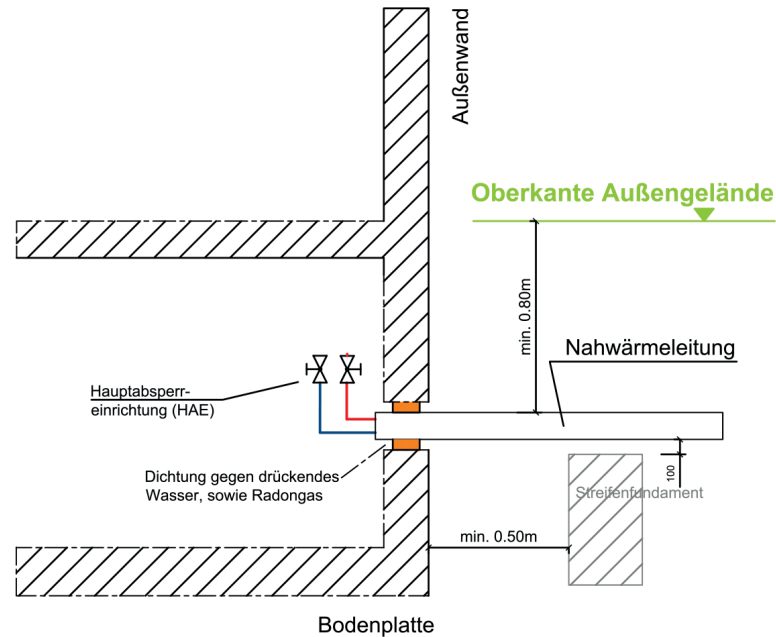 Außenwand
Oberkante Außengelände
min. 0.80m
Nahwärmeleitung
Hauptabsperr-
einrichtung (HAE)
Dichtung gegen drückendes
Wasser, sowie Radongas
100
Streifenfundament
min. 0.50m
Bodenplatte